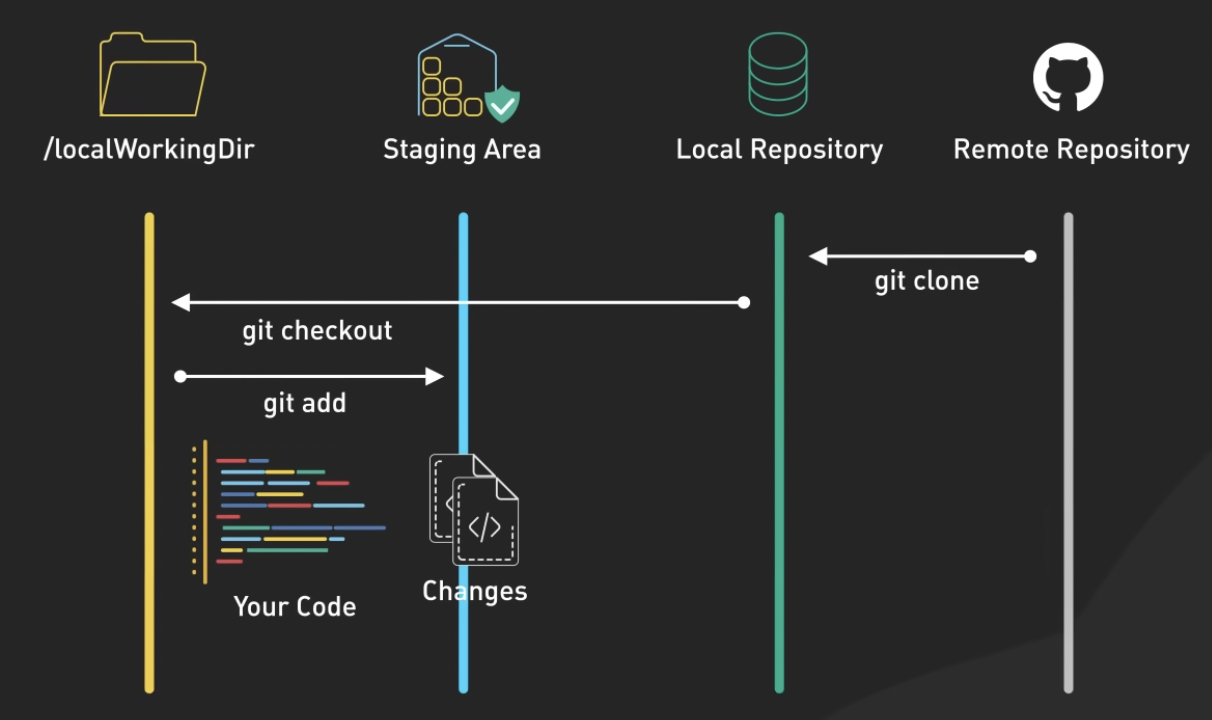 /localWorkingDir
Staging Area
Local Repository
Remote Repository
git clone
git checkout
git add
</>
Your Code
Changes